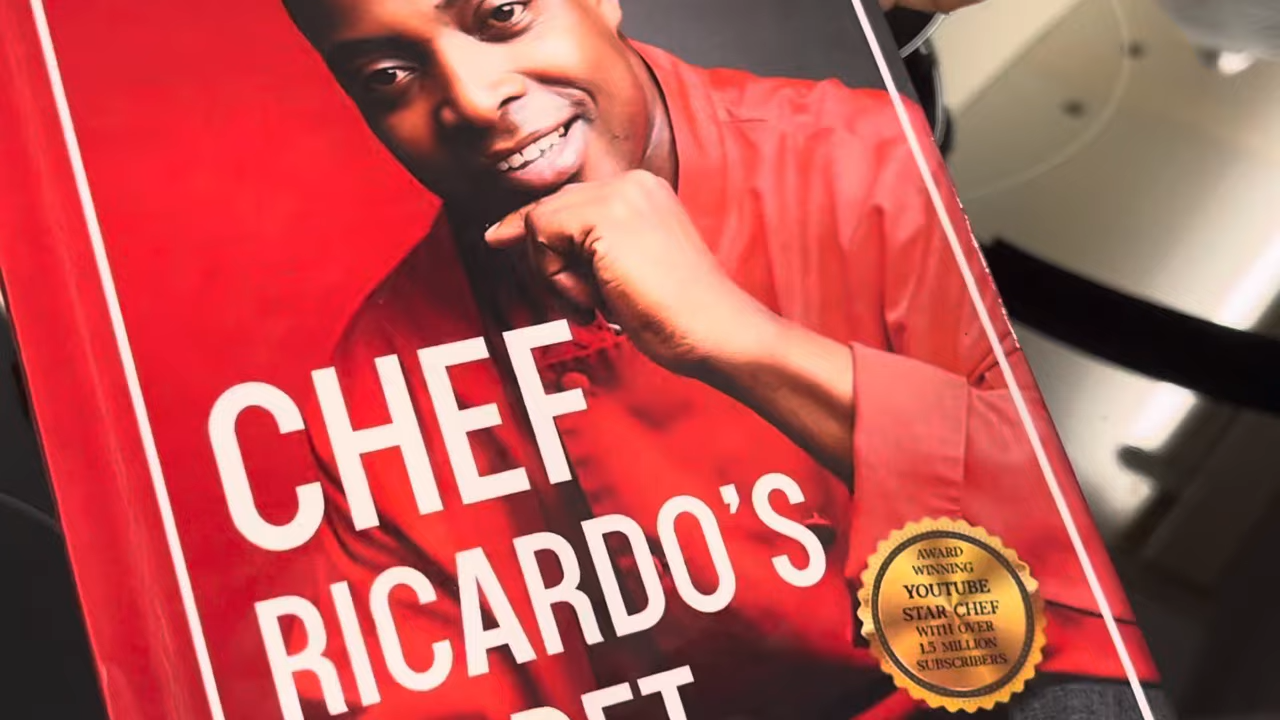 CHEF
RICARDO'S
AWARD
WINNING
YOUTUBE
STAR CHEF
WITH OVER
1.5 MILLION
SUBSCRIBERS